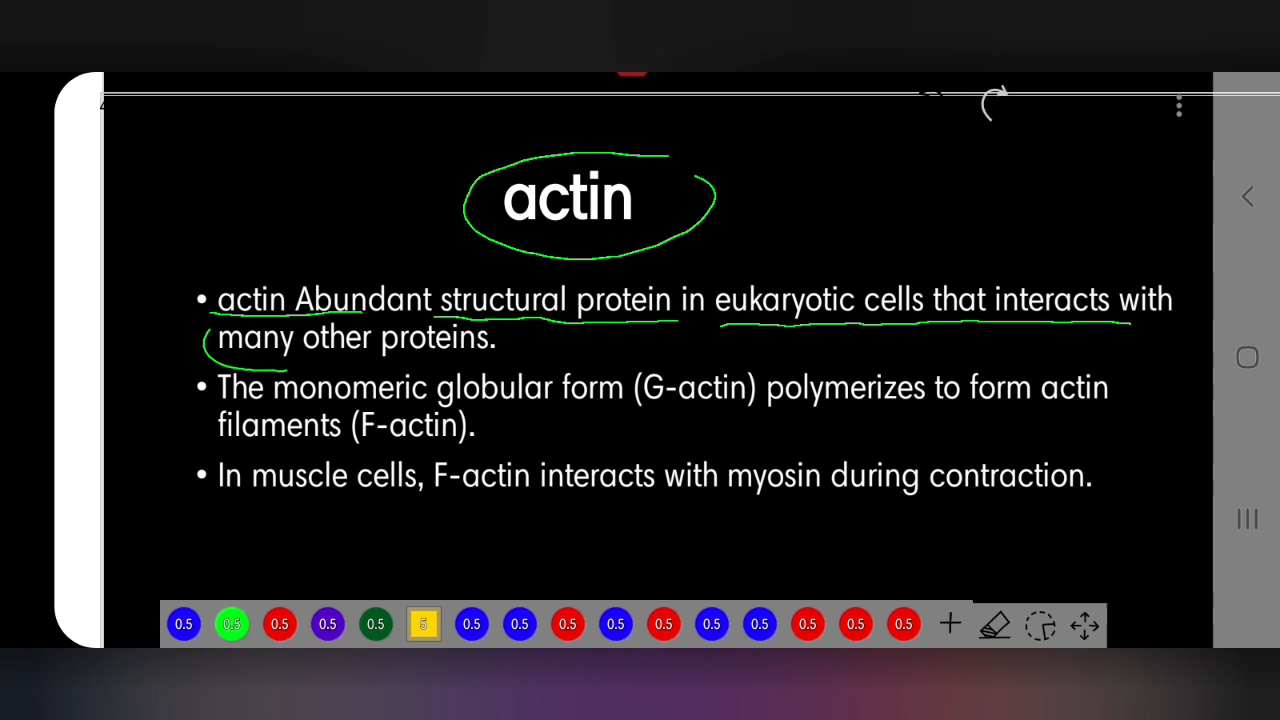 actin
• actin Abundant structural protein in eukaryotic cells that interacts with
many other proteins.
• The monomeric globular form (G-actin) polymerizes to form actin
filaments (F-actin).
• In muscle cells, F-actin interacts with myosin during contraction.
0.5 0.5 0.5 0.5 0.5 5 0.5 0.5 0.5 0.5 0.5 0.5 0.5 0.5 0.5 0.5